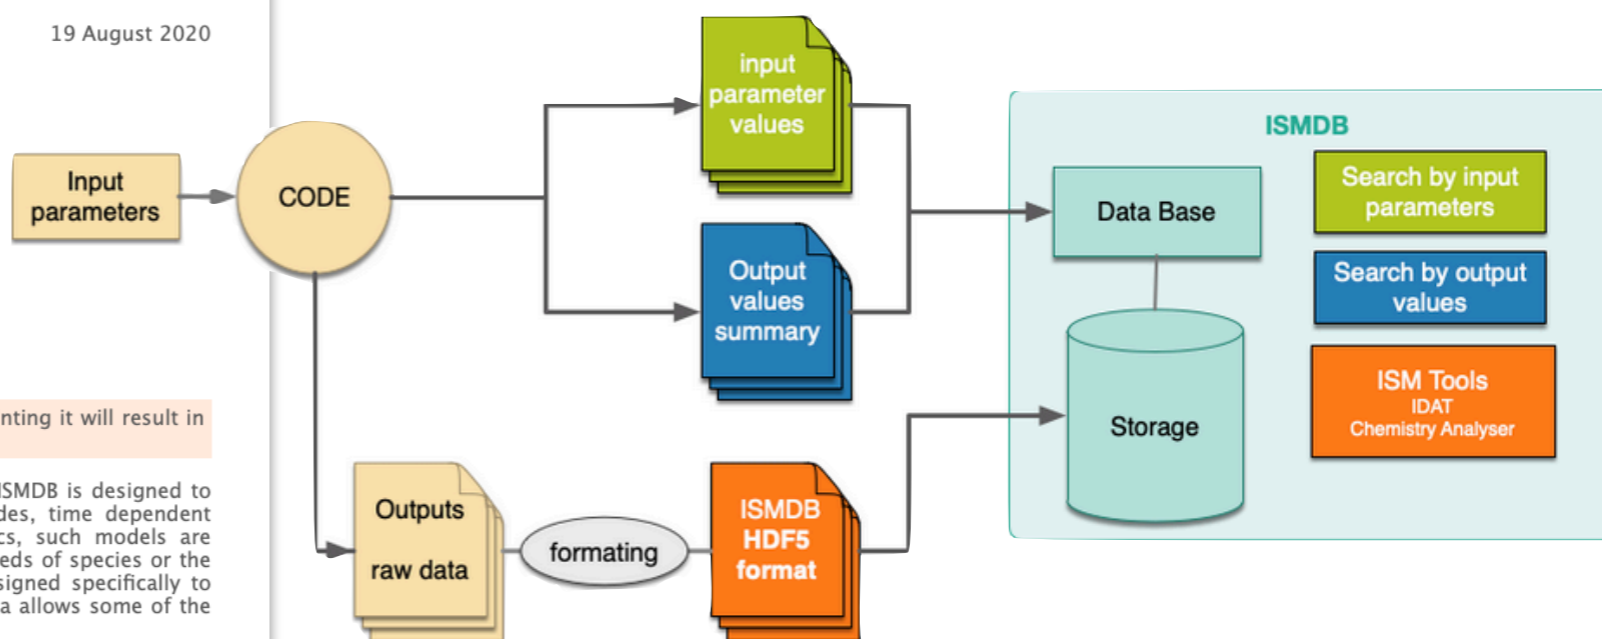 19 August 2020
nting it will result in
ISMDB is designed to
des, time dependent
cs, such models are
eds of species or the
signed specifically to
a allows some of the
Input
parameters
CODE
input
parameter
values
Output
values
summary
Outputs
raw data
formating
ISMDB
HDF5
format
ISMDB
Data Base
Storage
Search by input
parameters
Search by output
values
ISM Tools
IDAT
Chemistry Analyser